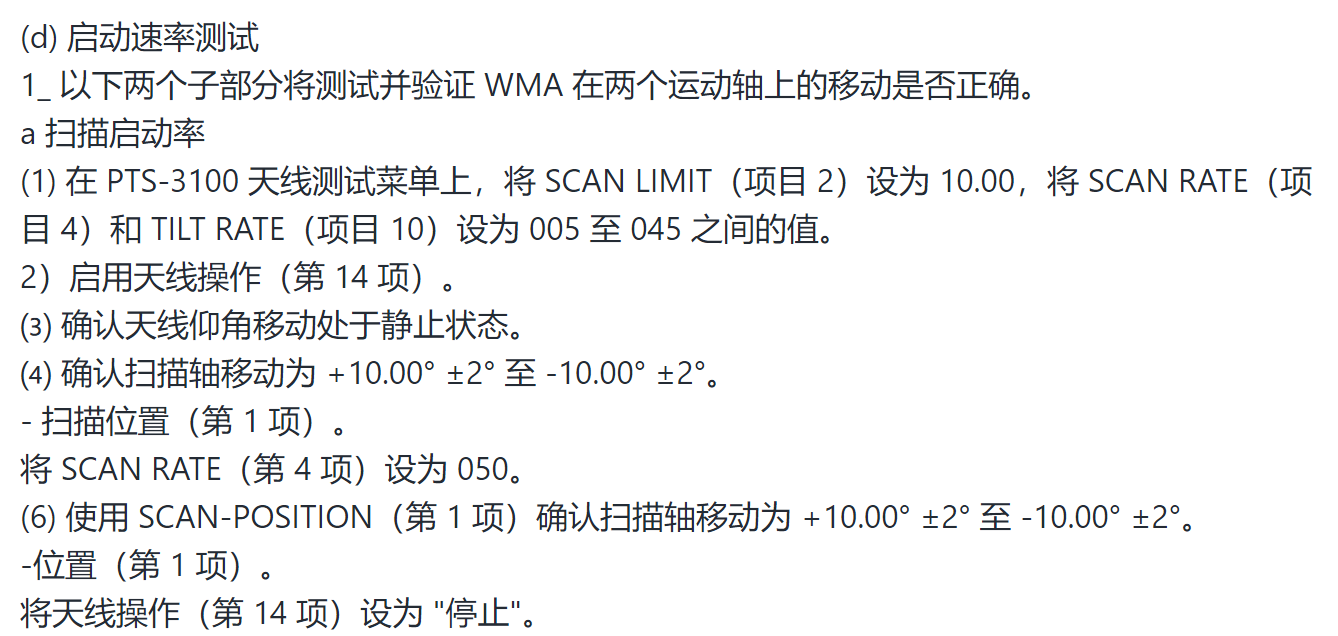 (d) 启动速率测试
1_ 以下两个子部分将测试并验证 WMA 在两个运动轴上的移动是否正确。
a 扫描启动率
(1) 在 PTS-3100 天线测试菜单上，将 SCAN LIMIT（项目 2）设为 10.00，将 SCAN RATE（项
目 4）和 TILT RATE（项目 10）设为 005 至 045 之间的值。
2）启用天线操作（第 14 项）。
(3) 确认天线仰角移动处于静止状态。
(4) 确认扫描轴移动为 +10.00° ±2° 至 -10.00° ±2°。
- 扫描位置（第 1 项）。
将 SCAN RATE（第 4 项）设为 050。
(6) 使用 SCAN-POSITION（第 1 项）确认扫描轴移动为 +10.00° ±2° 至 -10.00° ±2°。
-位置（第 1 项）。
将天线操作（第 14 项）设为 "停止"。